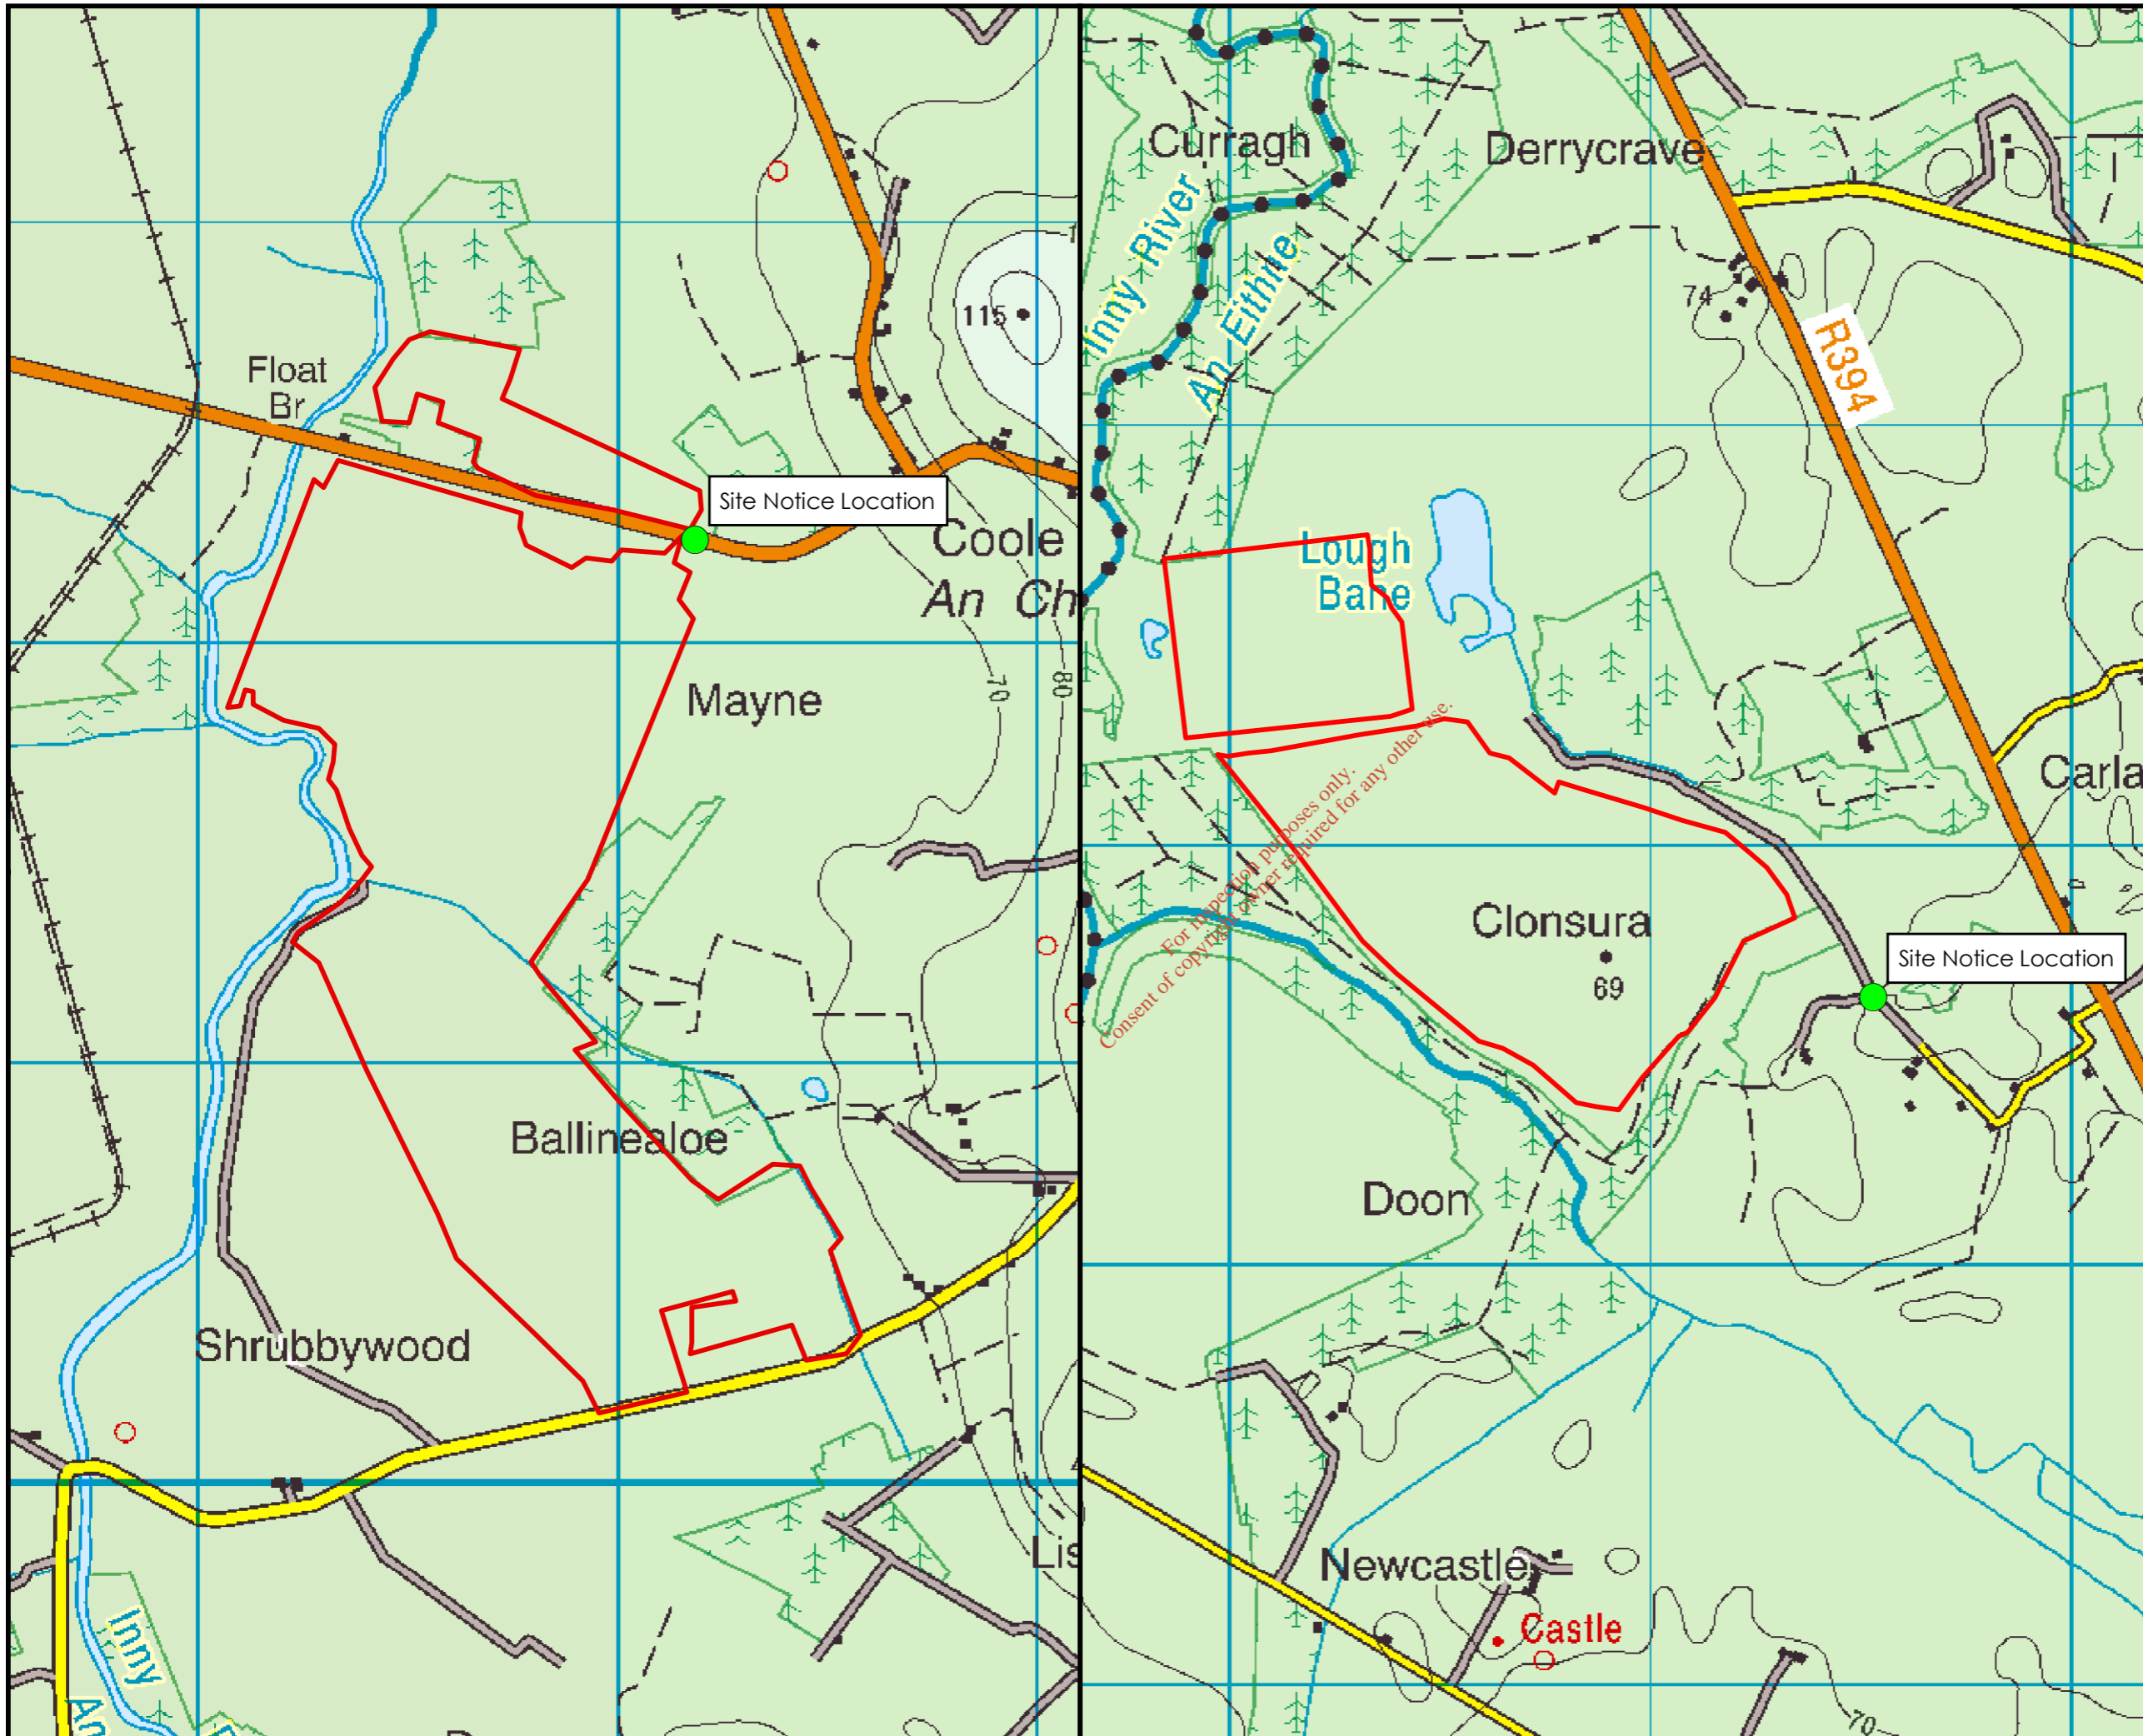 Float
Br
115
Site Notice Location
Coole
An Ch
70
80
Mayne
Ballinealoe
Shrubbywood
Inny
An
Lis
Curragh
Derrycrave
Inny River
An Eithne
74
R394
Lough
Bane
Carla
Clonsura
69
Site Notice Location
Doon
Newcastle
Castle
70
For inspection purposes only.
Consent of copyright owner required for any other use.